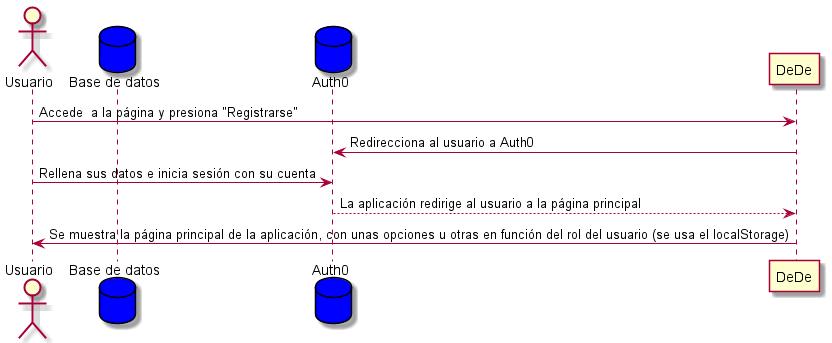 Usuario
Base de datos
Auth0
DeDe
Accede  a la página y presiona "Registrarse"
Redirecciona al usuario a Auth0
Rellena sus datos e inicia sesión con su cuenta
La aplicación redirige al usuario a la página principal
Se muestra la página principal de la aplicación, con unas opciones u otras en función del rol del usuario (se usa el localStorage)
Usuario
Base de datos
Auth0
DeDe